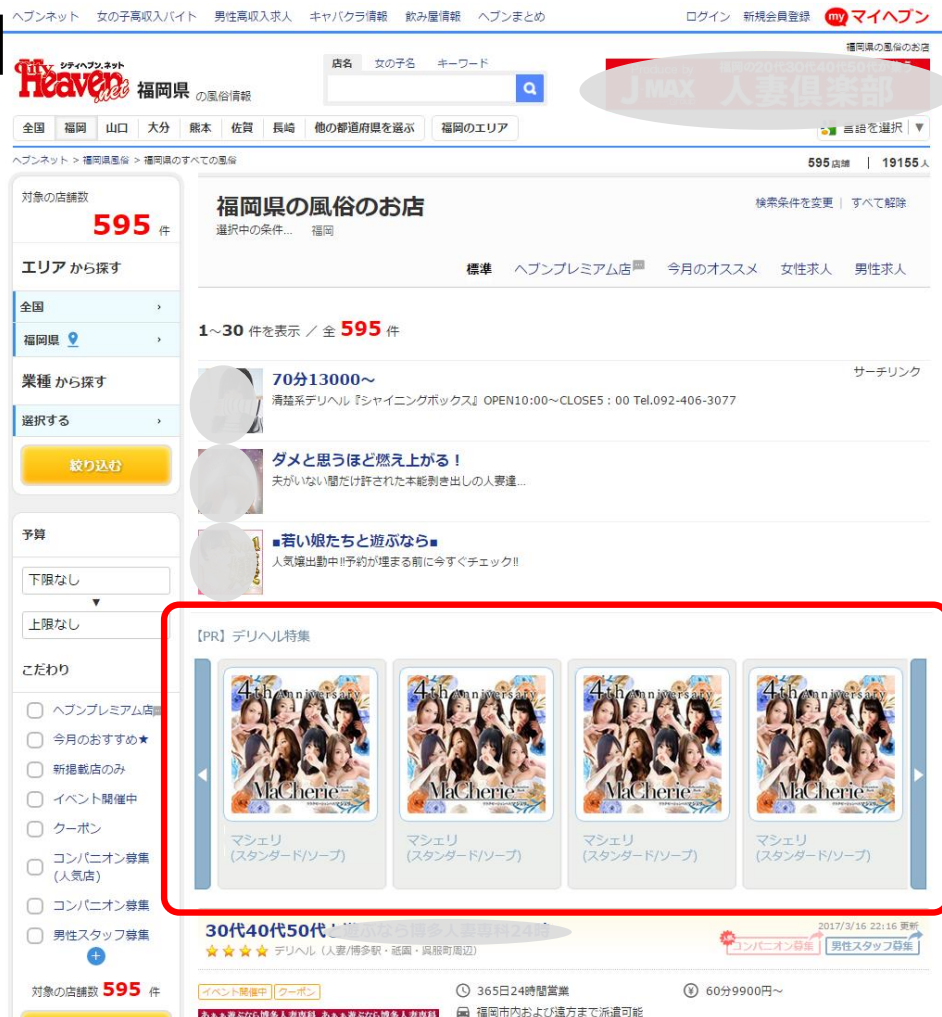 ヘブンネット 女の子高収入バイト 男性高収入求人 キャバクラ情報 飲み屋情報 ヘブンまとめ ログイン 新規会員登録 my マイヘブン
福岡県の風俗のお店
City シティヘブン.ネット
Heaven.net 福岡県 の風俗情報
店名 女の子名 キーワード
JMAX 人妻倶楽部
全国 福岡 山口 大分 熊本 佐賀 長崎 他の都道府県を選ぶ 福岡のエリア
言語を選択 ▼
ヘブンネット > 福岡県風俗 > 福岡県のすべての風俗
595店舗 | 19155人
対象の店舗数
595 件
エリア から探す
全国 ›
福岡県 ›
業種 から探す
選択する ›
絞り込む
予算
下限なし
▼
上限なし
こだわり
ヘブンプレミアム店
今月のおすすめ★
新掲載店のみ
イベント開催中
クーポン
コンパニオン募集
(人気店)
コンパニオン募集
男性スタッフ募集
対象の店舗数 595 件
福岡県の風俗のお店
検索条件を変更 | すべて解除
選択中の条件... 福岡
標準 ヘブンプレミアム店 今月のオススメ 女性求人 男性求人
1～30 件を表示 ／ 全 595 件
サーチリンク
70分13000～
清楚系デリヘル『シャイニングボックス』OPEN10:00～CLOSE5：00 Tel.092-406-3077
ダメと思うほど燃え上がる！
夫がいない間だけ許された本能剥き出しの人妻達...
■若い娘たちと遊ぶなら■
人気嬢出勤中!!予約が埋まる前に今すぐチェック!!
【PR】デリヘル特集
4th Anniversary
MaCherie
マシェリ
(スタンダード/ソープ)
4th Anniversary
MaCherie
マシェリ
(スタンダード/ソープ)
4th Anniversary
MaCherie
マシェリ
(スタンダード/ソープ)
4th Anniversary
MaCherie
マシェリ
(スタンダード/ソープ)
30代40代50代と遊ぶなら博多人妻専科24時
2017/3/16 22:16 更新
★★★★ デリヘル（人妻/博多駅・祇園・呉服町周辺）
コンパニオン募集 男性スタッフ募集
イベント開催中 クーポン
365日24時間営業
60分9900円～
福岡市内および遠方まで派遣可能